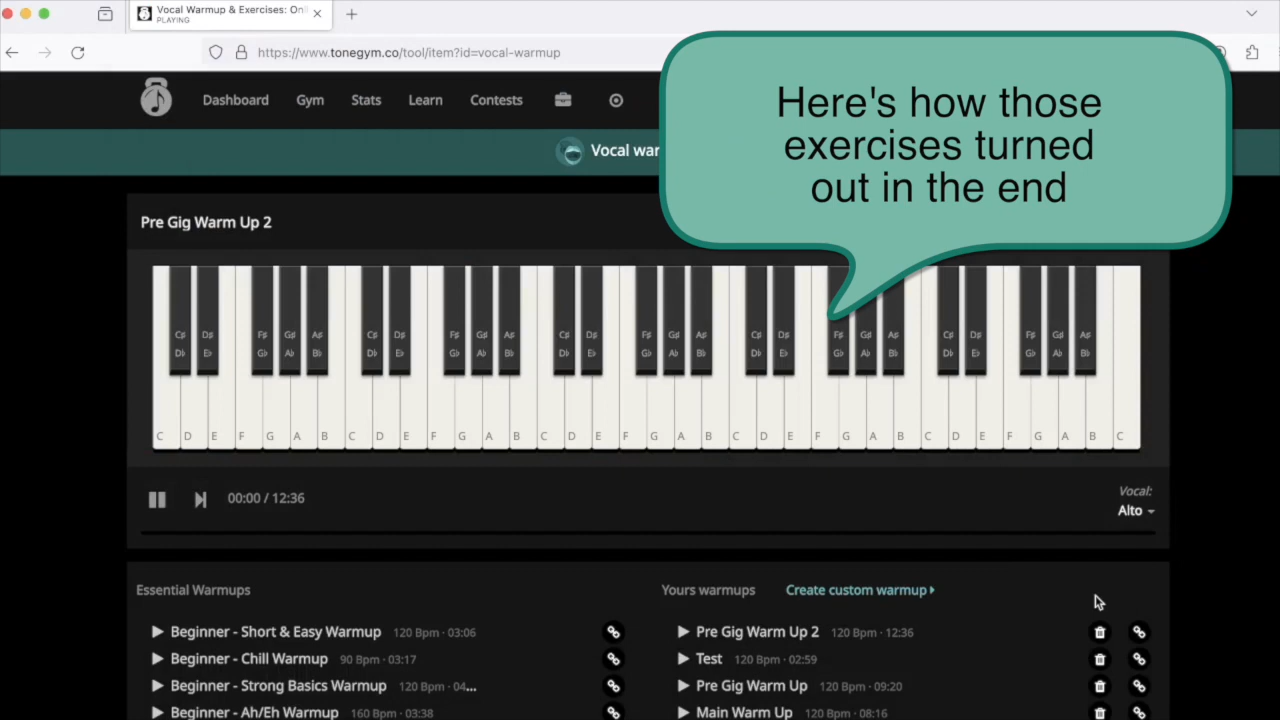 Vocal Warmup & Exercises: Onl
PLAYING
https://www.tonegym.co/tool/item?id=vocal-warmup
Here's how those
exercises turned
out in the end
Dashboard Gym Stats Learn Contests
Vocal war
Pre Gig Warm Up 2
C♯ D♯ F♯ G♯ A♯ C♯ D♯ F♯ G♯ A♯ C♯ D♯ F♯ G♯ A♯ C♯ D♯ F♯ G♯ A♯ C♯ D♯ F♯ G♯ A♯
D♭ E♭ G♭ A♭ B♭ D♭ E♭ G♭ A♭ B♭ D♭ E♭ G♭ A♭ B♭ D♭ E♭ G♭ A♭ B♭ D♭ E♭ G♭ A♭ B♭
C D E F G A B C D E F G A B C D E F G A B C D E F G A B C D E F G A B C
00:00 / 12:36
Vocal:
Alto
Essential Warmups
Beginner - Short & Easy Warmup 120 Bpm · 03:06
Beginner - Chill Warmup 90 Bpm · 03:17
Beginner - Strong Basics Warmup 120 Bpm · 04...
Beginner - Ah/Eh Warmup 160 Bpm · 03:38
Yours warmups Create custom warmup
Pre Gig Warm Up 2 120 Bpm · 12:36
Test 120 Bpm · 02:59
Pre Gig Warm Up 120 Bpm · 09:20
Main Warm Up 120 Bpm · 08:16